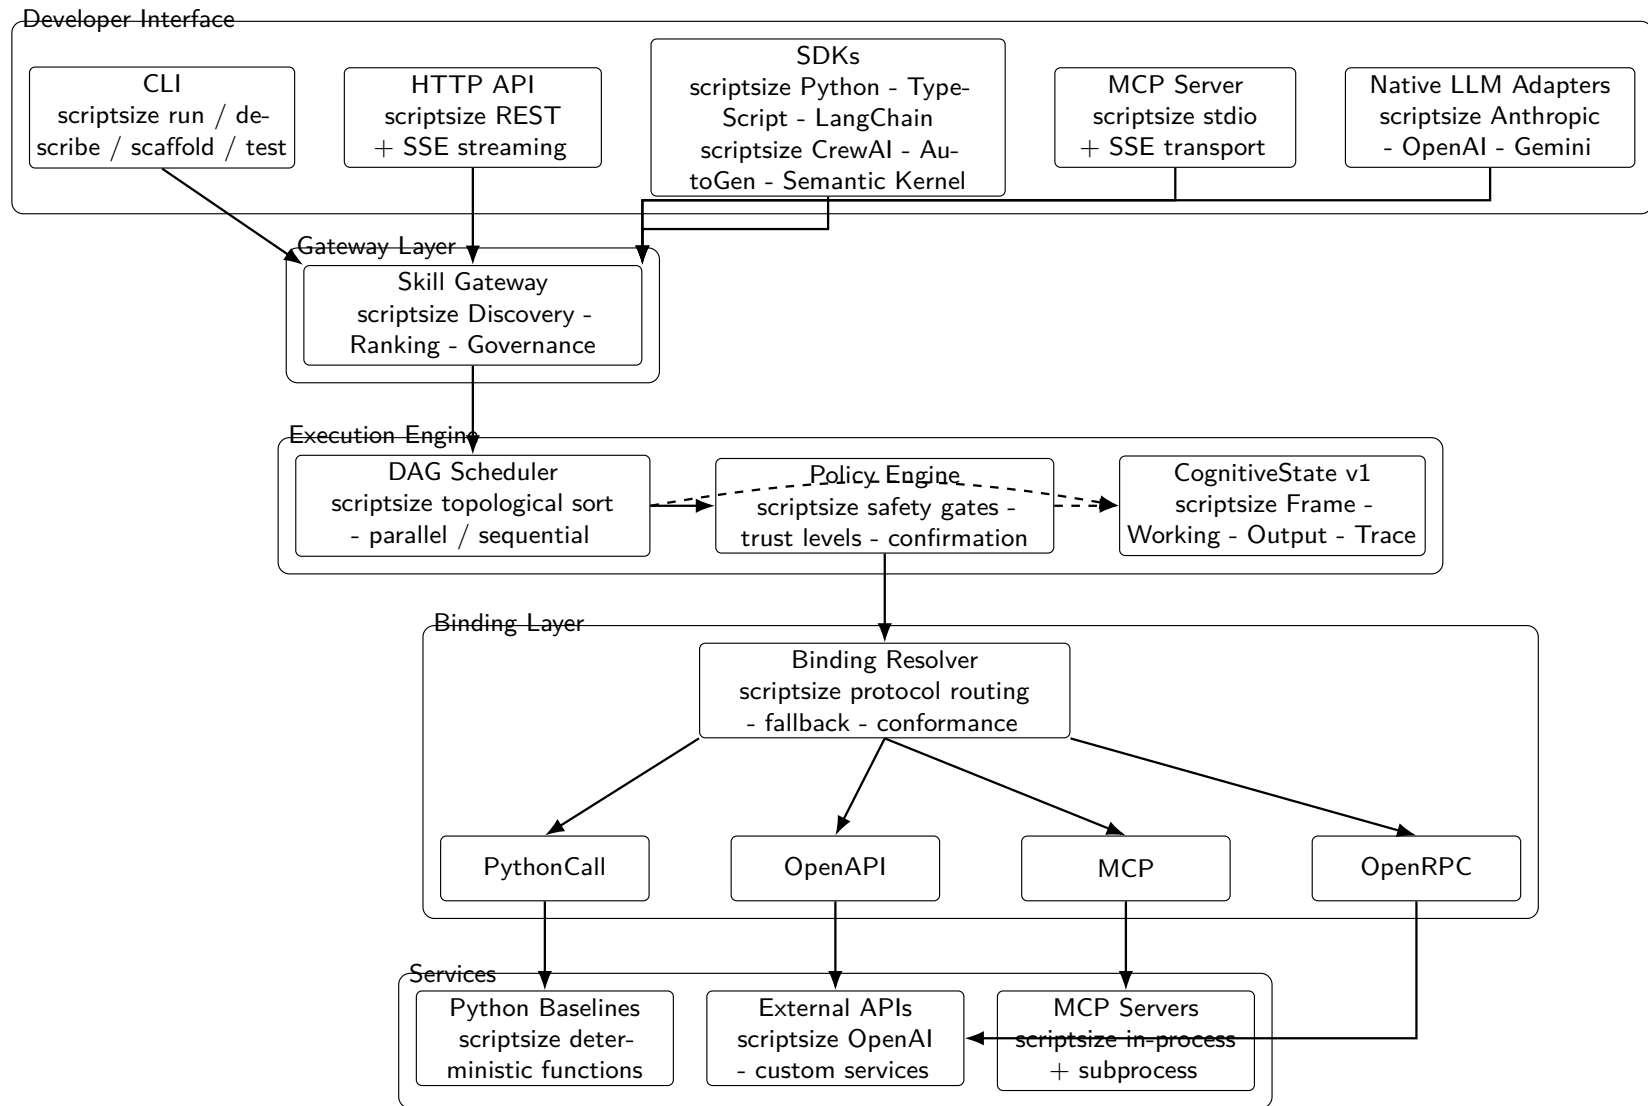 Developer Interface
CLI
scriptsize run / de-
scribe / scaffold / test
HTTP API
scriptsize REST
+ SSE streaming
SDKs
scriptsize Python - Type-
Script - LangChain
scriptsize CrewAI - Au-
toGen - Semantic Kernel
MCP Server
scriptsize stdio
+ SSE transport
Native LLM Adapters
scriptsize Anthropic
- OpenAI - Gemini
Gateway Layer
Skill Gateway
scriptsize Discovery -
Ranking - Governance
Execution Engine
DAG Scheduler
scriptsize topological sort
- parallel / sequential
Policy Engine
scriptsize safety gates -
trust levels - confirmation
CognitiveState v1
scriptsize Frame -
Working - Output - Trace
Binding Layer
Binding Resolver
scriptsize protocol routing
- fallback - conformance
PythonCall
OpenAPI
MCP
OpenRPC
Services
Python Baselines
scriptsize deter-
ministic functions
External APIs
scriptsize OpenAI
- custom services
MCP Servers
scriptsize in-process
+ subprocess